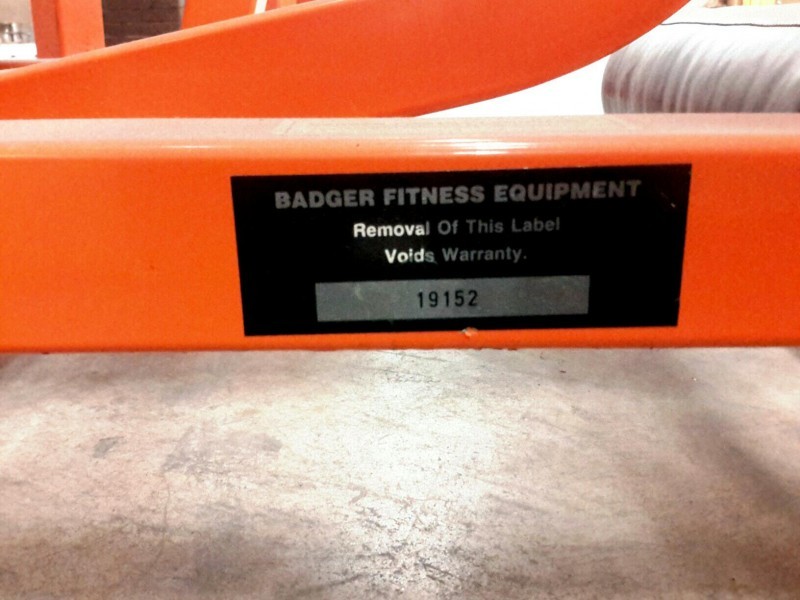 BADGER FITNESS EQUIPMENT
Removal Of This Label
Voids Warranty.
19152